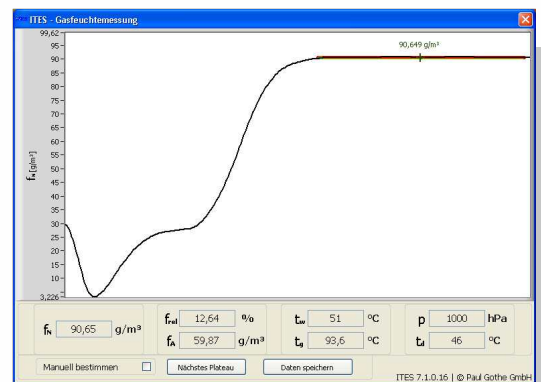 ITES - Gasfeuchtemessung
99,62
95
90
85
80
75
70
65
60
55
50
45
40
35
30
25
20
15
10
3,226
fN [g/m³]
90,649 g/m³
fN 90,65 g/m³
frel 12,64 %
fA 59,87 g/m³
tw 51 °C
tg 93,6 °C
p 1000 hPa
td 46 °C
Manuell bestimmen
Nächstes Plateau
Daten speichern
ITES 7.1.0.16 | © Paul Gothe GmbH